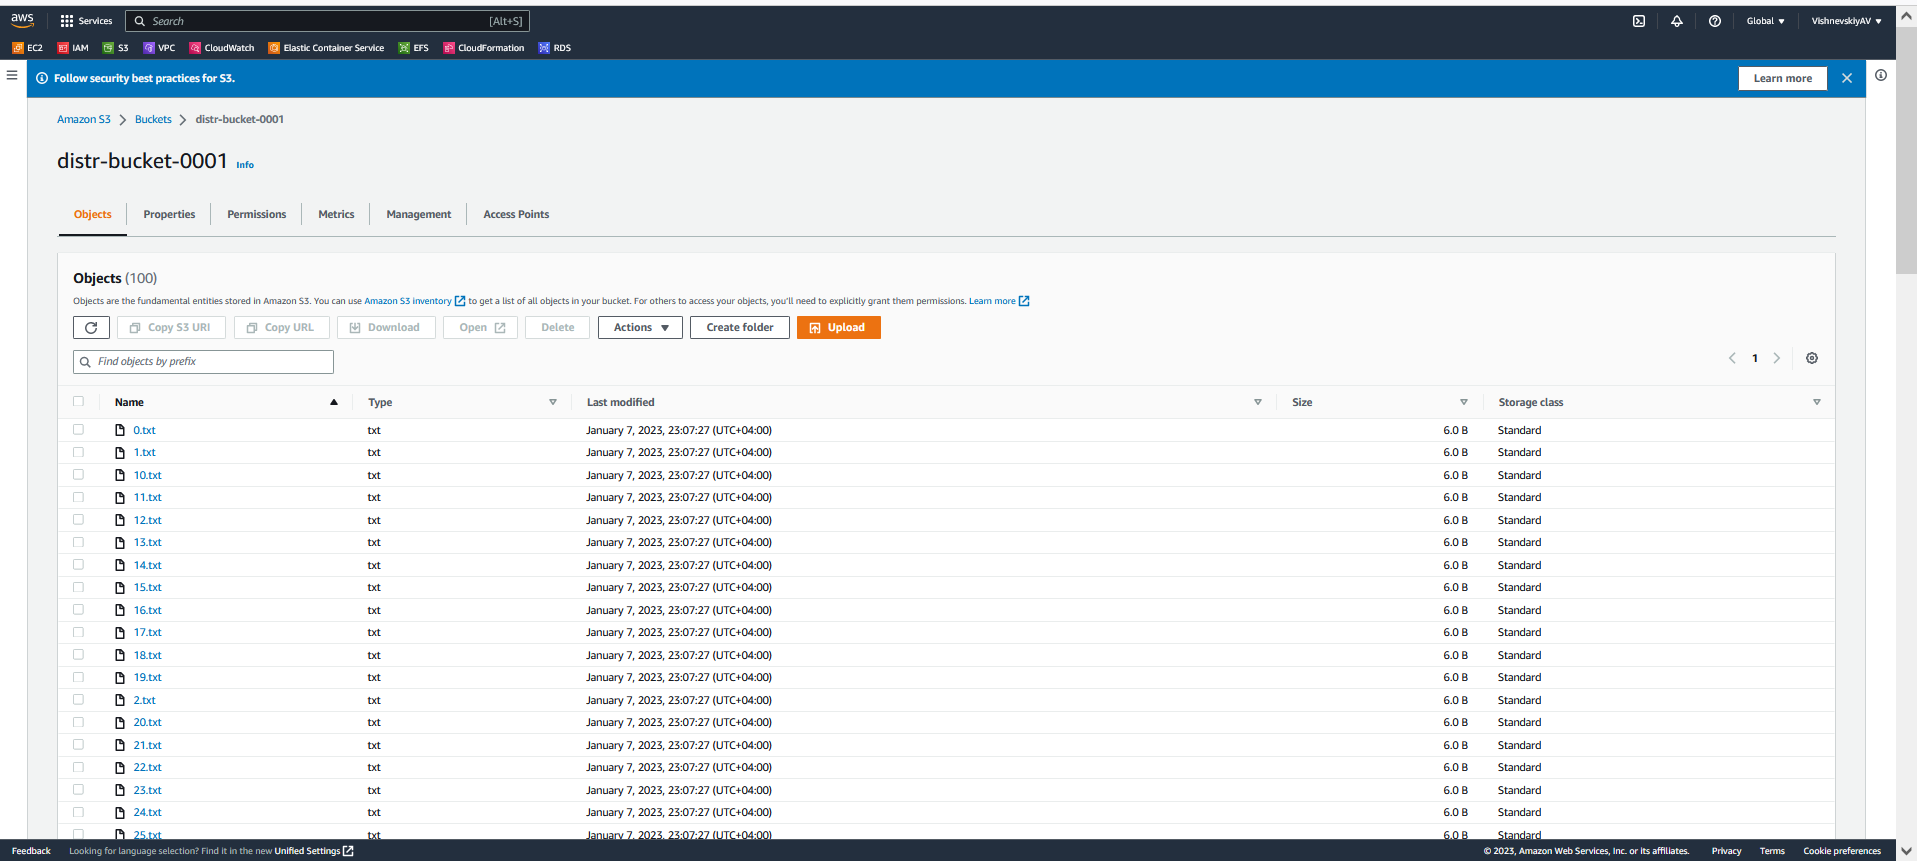 aws Services Search [Alt+S] Global VishnevskiyAV
EC2 IAM S3 VPC CloudWatch Elastic Container Service EFS CloudFormation RDS
Follow security best practices for S3. Learn more
Amazon S3 Buckets distr-bucket-0001
distr-bucket-0001 Info
Objects Properties Permissions Metrics Management Access Points
Objects (100)
Objects are the fundamental entities stored in Amazon S3. You can use Amazon S3 inventory to get a list of all objects in your bucket. For others to access your objects, you'll need to explicitly grant them permissions. Learn more
Copy S3 URI Copy URL Download Open Delete Actions Create folder Upload
Find objects by prefix 1
Name Type Last modified Size Storage class
0.txt txt January 7, 2023, 23:07:27 (UTC+04:00) 6.0 B Standard
1.txt txt January 7, 2023, 23:07:27 (UTC+04:00) 6.0 B Standard
10.txt txt January 7, 2023, 23:07:27 (UTC+04:00) 6.0 B Standard
11.txt txt January 7, 2023, 23:07:27 (UTC+04:00) 6.0 B Standard
12.txt txt January 7, 2023, 23:07:27 (UTC+04:00) 6.0 B Standard
13.txt txt January 7, 2023, 23:07:27 (UTC+04:00) 6.0 B Standard
14.txt txt January 7, 2023, 23:07:27 (UTC+04:00) 6.0 B Standard
15.txt txt January 7, 2023, 23:07:27 (UTC+04:00) 6.0 B Standard
16.txt txt January 7, 2023, 23:07:27 (UTC+04:00) 6.0 B Standard
17.txt txt January 7, 2023, 23:07:27 (UTC+04:00) 6.0 B Standard
18.txt txt January 7, 2023, 23:07:27 (UTC+04:00) 6.0 B Standard
19.txt txt January 7, 2023, 23:07:27 (UTC+04:00) 6.0 B Standard
2.txt txt January 7, 2023, 23:07:27 (UTC+04:00) 6.0 B Standard
20.txt txt January 7, 2023, 23:07:27 (UTC+04:00) 6.0 B Standard
21.txt txt January 7, 2023, 23:07:27 (UTC+04:00) 6.0 B Standard
22.txt txt January 7, 2023, 23:07:27 (UTC+04:00) 6.0 B Standard
23.txt txt January 7, 2023, 23:07:27 (UTC+04:00) 6.0 B Standard
24.txt txt January 7, 2023, 23:07:27 (UTC+04:00) 6.0 B Standard
25.txt txt January 7, 2023, 23:07:27 (UTC+04:00) 6.0 B Standard
Feedback Looking for language selection? Find it in the new Unified Settings © 2023, Amazon Web Services, Inc. or its affiliates. Privacy Terms Cookie preferences